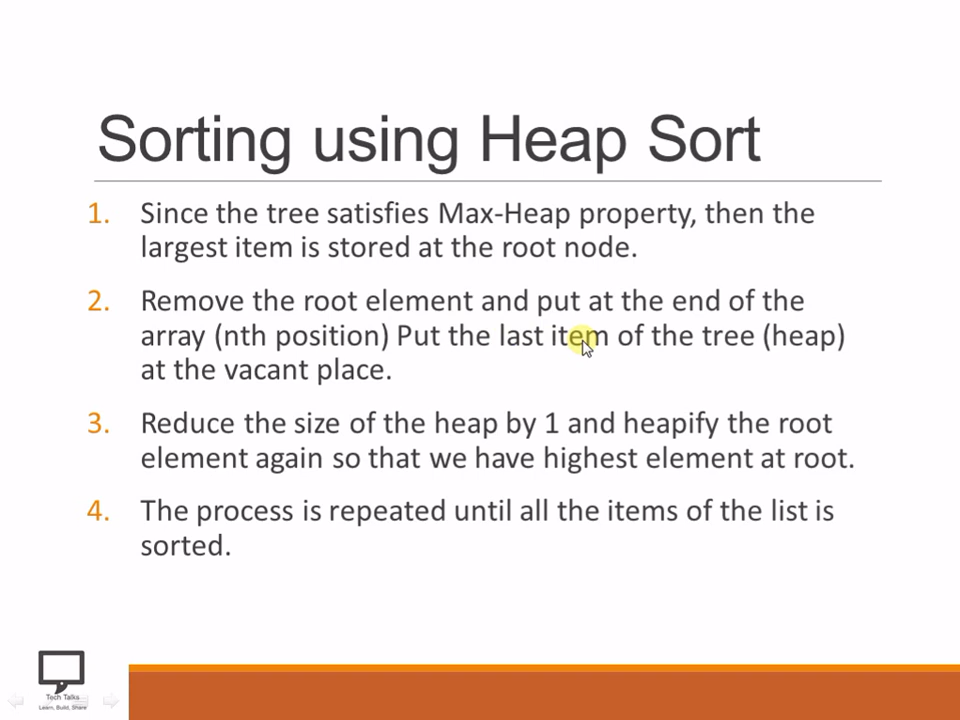 Sorting using Heap Sort
1. Since the tree satisfies Max-Heap property, then the
largest item is stored at the root node.
2. Remove the root element and put at the end of the
array (nth position) Put the last item of the tree (heap)
at the vacant place.
3. Reduce the size of the heap by 1 and heapify the root
element again so that we have highest element at root.
4. The process is repeated until all the items of the list is
sorted.
Tech Talks
Learn, Build, Share